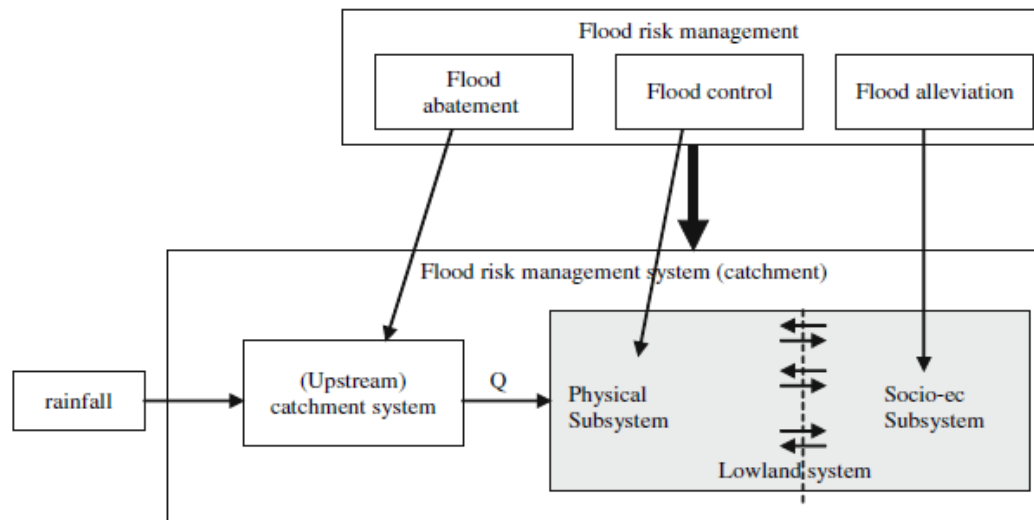 Flood risk management
Flood
abatement
Flood control
Flood alleviation
Flood risk management system (catchment)
rainfall
(Upstream)
catchment system
Q
Physical
Subsystem
Socio-ec
Subsystem
Lowland system